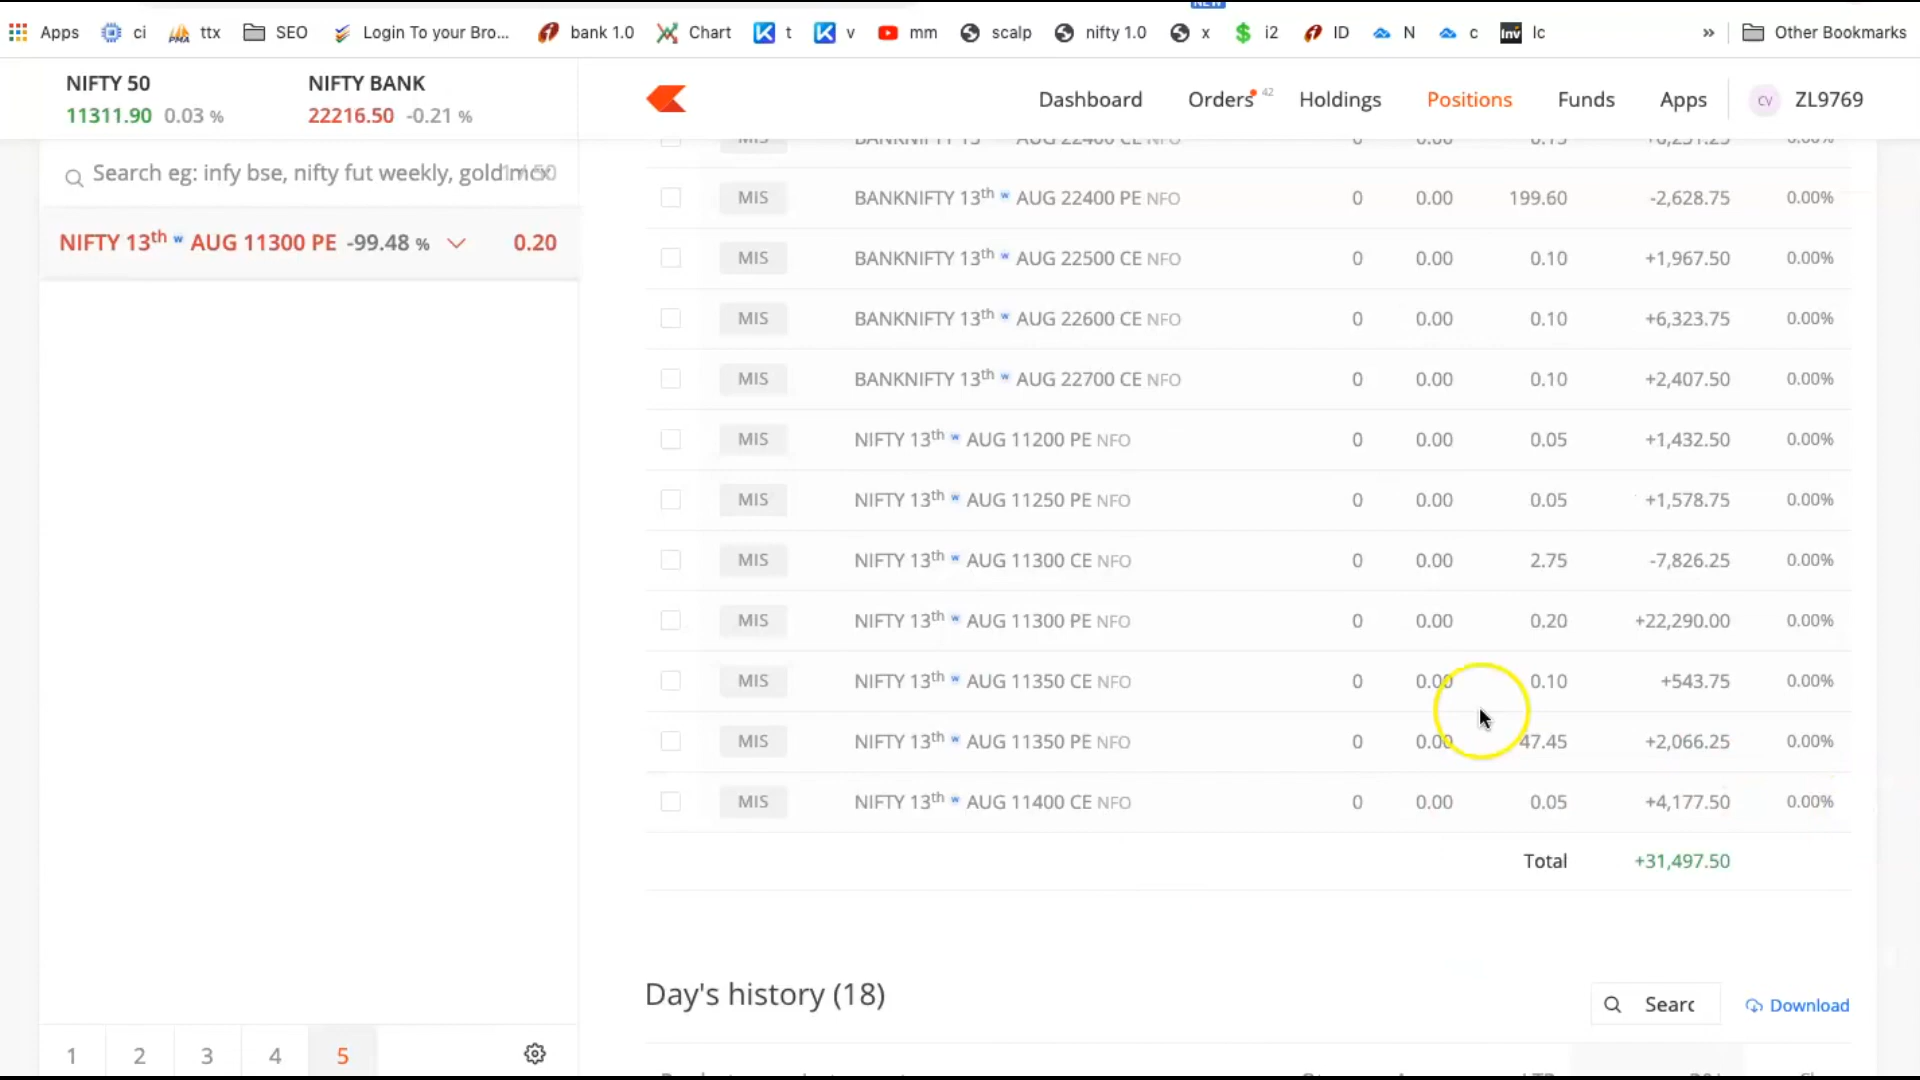 NEW
Apps ci ttx SEO Login To your Bro... bank 1.0 Chart t v mm scalp nifty 1.0 x i2 ID N c Inv Ic » Other Bookmarks
NIFTY 50 NIFTY BANK
11311.90 0.03 % 22216.50 -0.21 %
Dashboard Orders 42 Holdings Positions Funds Apps CV ZL9769
Search eg: infy bse, nifty fut weekly, gold mcx 1 / 50
NIFTY 13th w AUG 11300 PE -99.48 % 0.20
MIS BANKNIFTY 13th w AUG 22400 PE NFO 0 0.00 199.60 -2,628.75 0.00%
MIS BANKNIFTY 13th w AUG 22500 CE NFO 0 0.00 0.10 +1,967.50 0.00%
MIS BANKNIFTY 13th w AUG 22600 CE NFO 0 0.00 0.10 +6,323.75 0.00%
MIS BANKNIFTY 13th w AUG 22700 CE NFO 0 0.00 0.10 +2,407.50 0.00%
MIS NIFTY 13th w AUG 11200 PE NFO 0 0.00 0.05 +1,432.50 0.00%
MIS NIFTY 13th w AUG 11250 PE NFO 0 0.00 0.05 +1,578.75 0.00%
MIS NIFTY 13th w AUG 11300 CE NFO 0 0.00 2.75 -7,826.25 0.00%
MIS NIFTY 13th w AUG 11300 PE NFO 0 0.00 0.20 +22,290.00 0.00%
MIS NIFTY 13th w AUG 11350 CE NFO 0 0.00 0.10 +543.75 0.00%
MIS NIFTY 13th w AUG 11350 PE NFO 0 0.00 47.45 +2,066.25 0.00%
MIS NIFTY 13th w AUG 11400 CE NFO 0 0.00 0.05 +4,177.50 0.00%
Total +31,497.50
Day's history (18) Searc Download
1 2 3 4 5